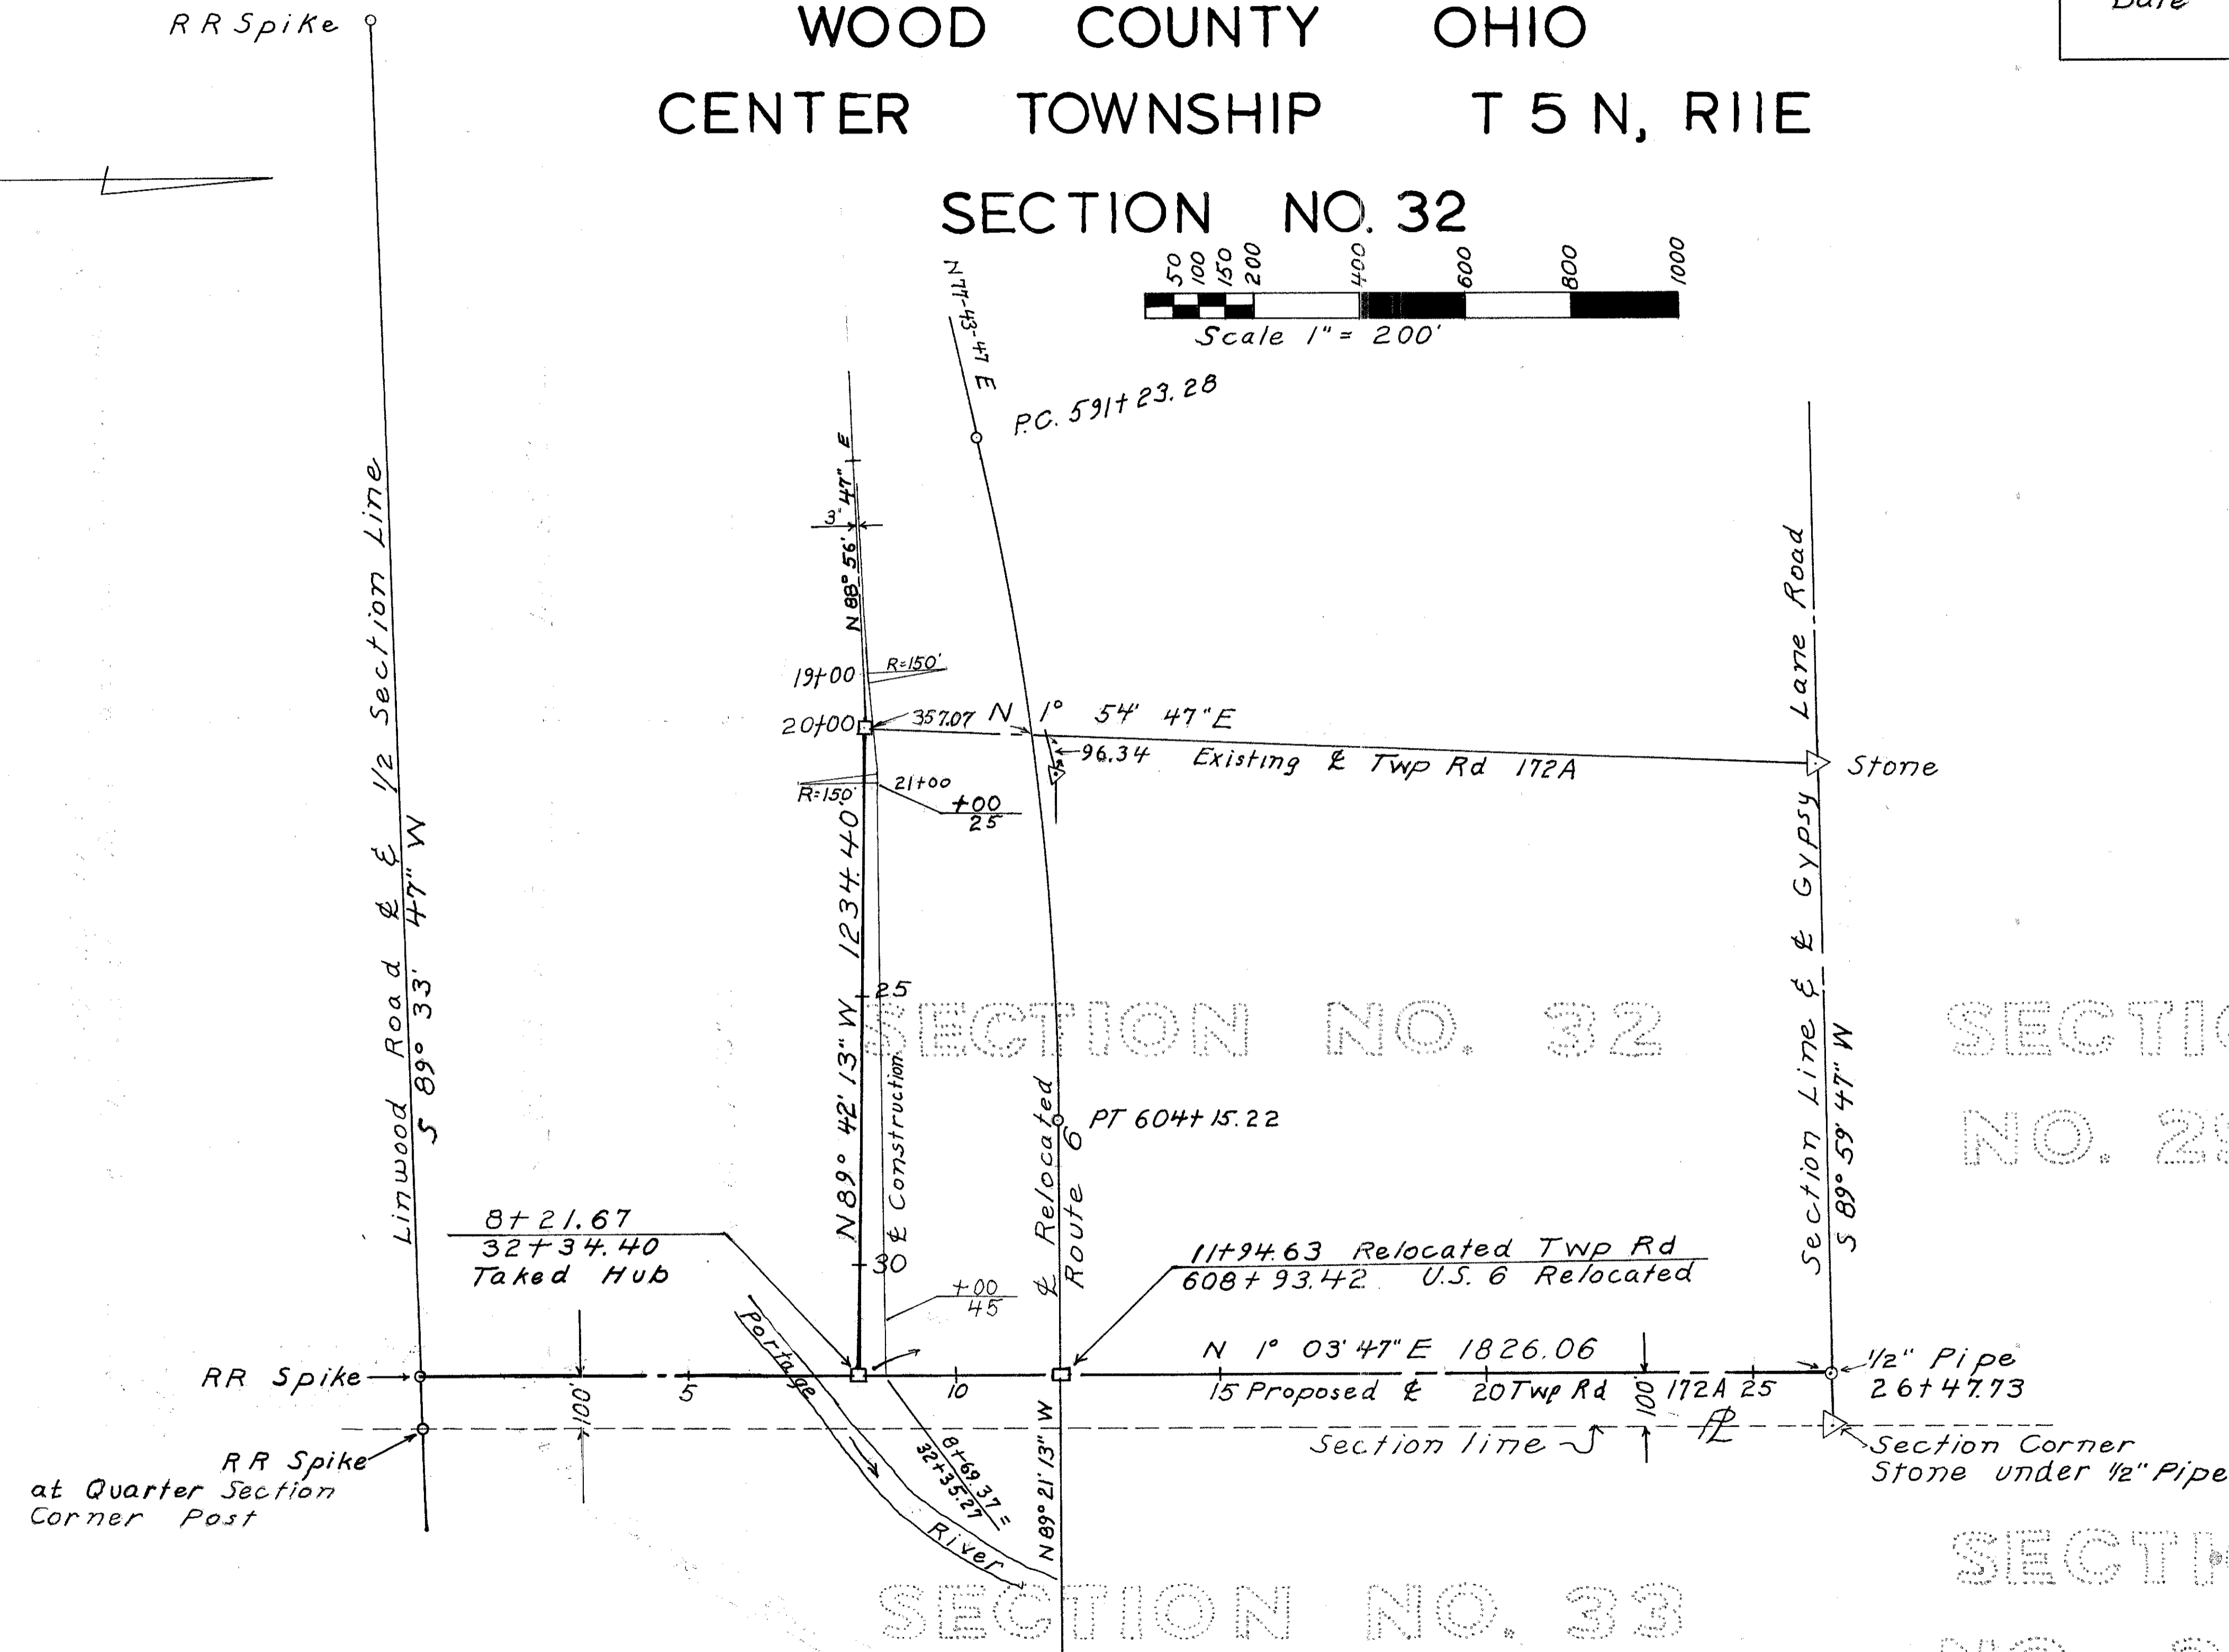 RR Spike
WOOD COUNTY OHIO
Date
CENTER TOWNSHIP T 5 N, R11E
SECTION NO. 32
50 100 150 200 400 600 800 1000
Scale 1" = 200'
N 77-43-47 E
P.C. 591+23.28
N 88° 56' 47" E
3"
Linwood Road & ℄ 1/2 Section Line
S 89° 33' 47" W
19+00
R=150'
20+00
357.07
N 1° 54' 47" E
96.34
Existing ℄ Twp Rd 172A
Stone
R=150'
21+00
+00
25
N 89° 42' 13" W 1234.40'
25
30
℄ Construction
SECTION NO. 32
NO. 2
PT 604+15.22
℄ Relocated
Route 6
Section Line & ℄ Gypsy Lane Road
S 89° 59' 47" W
8+21.67
32+34.40
Taked Hub
+00
45
11+94.63 Relocated Twp Rd
608+93.42 U.S. 6 Relocated
N 1° 03' 47" E 1826.06
RR Spike
5
10
15 Proposed ℄ 20 Twp Rd 172A 25
1/2" Pipe
26+47.73
100'
100'
Portage
River
8+69.37 =
32+35.27
N 89° 21' 13" W
Section line
RR Spike
at Quarter Section
Corner Post
Section Corner
Stone under 1/2" Pipe
SECTION NO. 33